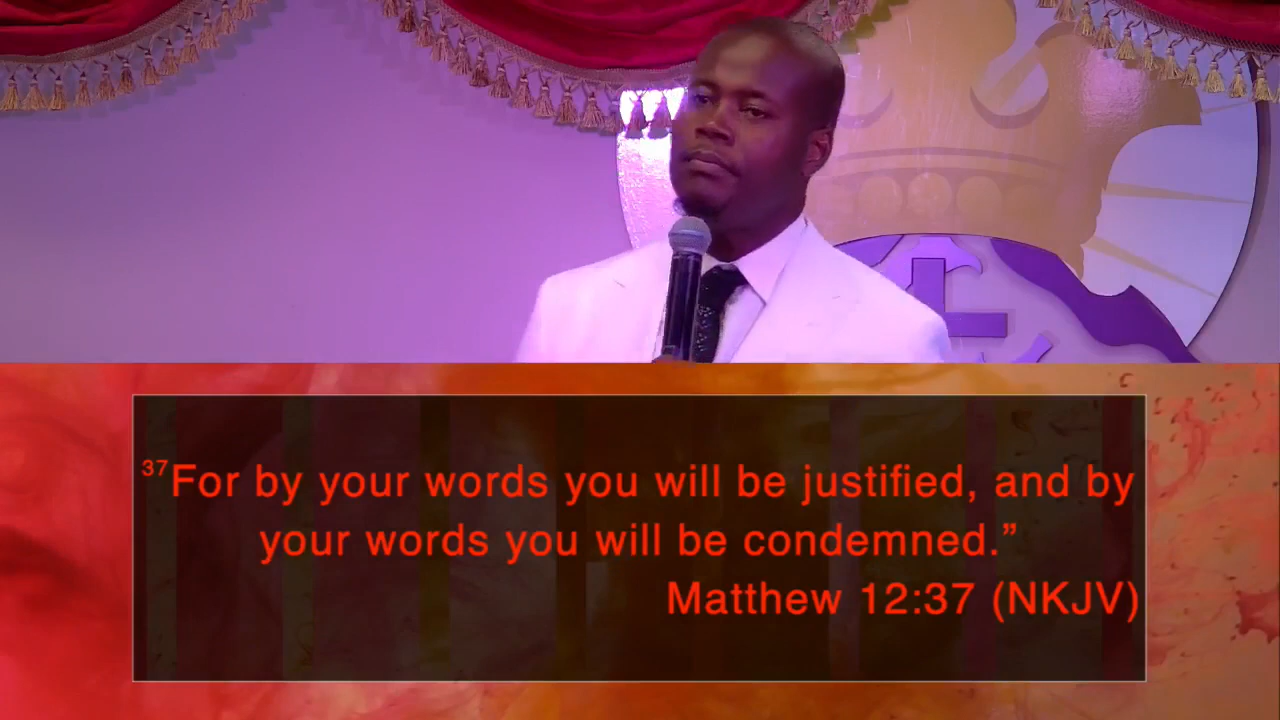 ³⁷For by your words you will be justified, and by
your words you will be condemned.”
Matthew 12:37 (NKJV)